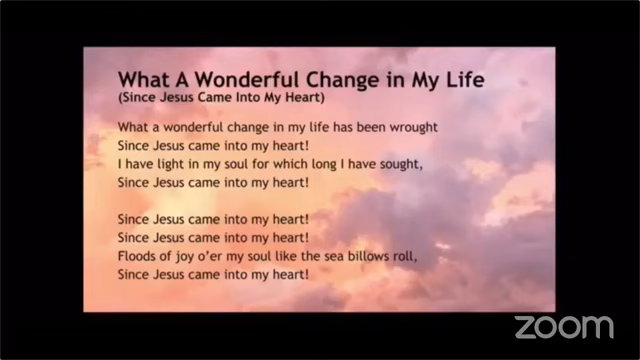 What A Wonderful Change in My Life
(Since Jesus Came Into My Heart)
What a wonderful change in my life has been wrought
Since Jesus came into my heart!
I have light in my soul for which long I have sought,
Since Jesus came into my heart!
Since Jesus came into my heart!
Since Jesus came into my heart!
Floods of joy o'er my soul like the sea billows roll,
Since Jesus came into my heart!
zoom